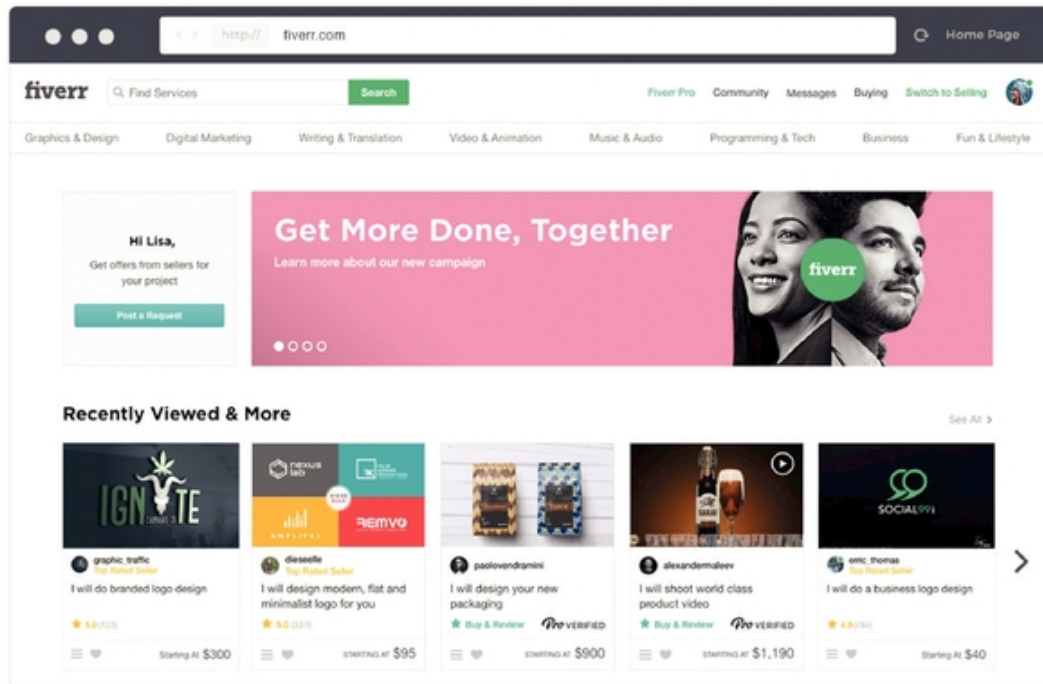 http://
fiverr.com
Home Page
fiverr
Find Services
Search
Fiverr Pro
Community
Messages
Buying
Switch to Selling
Graphics & Design
Digital Marketing
Writing & Translation
Video & Animation
Music & Audio
Programming & Tech
Business
Fun & Lifestyle
Hi Lisa,
Get offers from sellers for
your project
Post a Request
Get More Done, Together
Learn more about our new campaign
fiverr
Recently Viewed & More
See All
graphic_traffic
Top Rated Seller
I will do branded logo design
5.0 (123)
Starting At $300
nexus
lab
AMPLIFUL
REMVO
dieseelle
Top Rated Seller
I will design modern, flat and
minimalist logo for you
5.0 (331)
STARTING AT $95
paolovendramini
I will design your new
packaging
Buy & Review
Pro VERIFIED
STARTING AT $900
alexandermaleev
I will shoot world class
product video
Buy & Review
Pro VERIFIED
STARTING AT $1,190
SOCIAL99
erric_thomas
Top Rated Seller
I will do a business logo design
4.9
Starting At $40